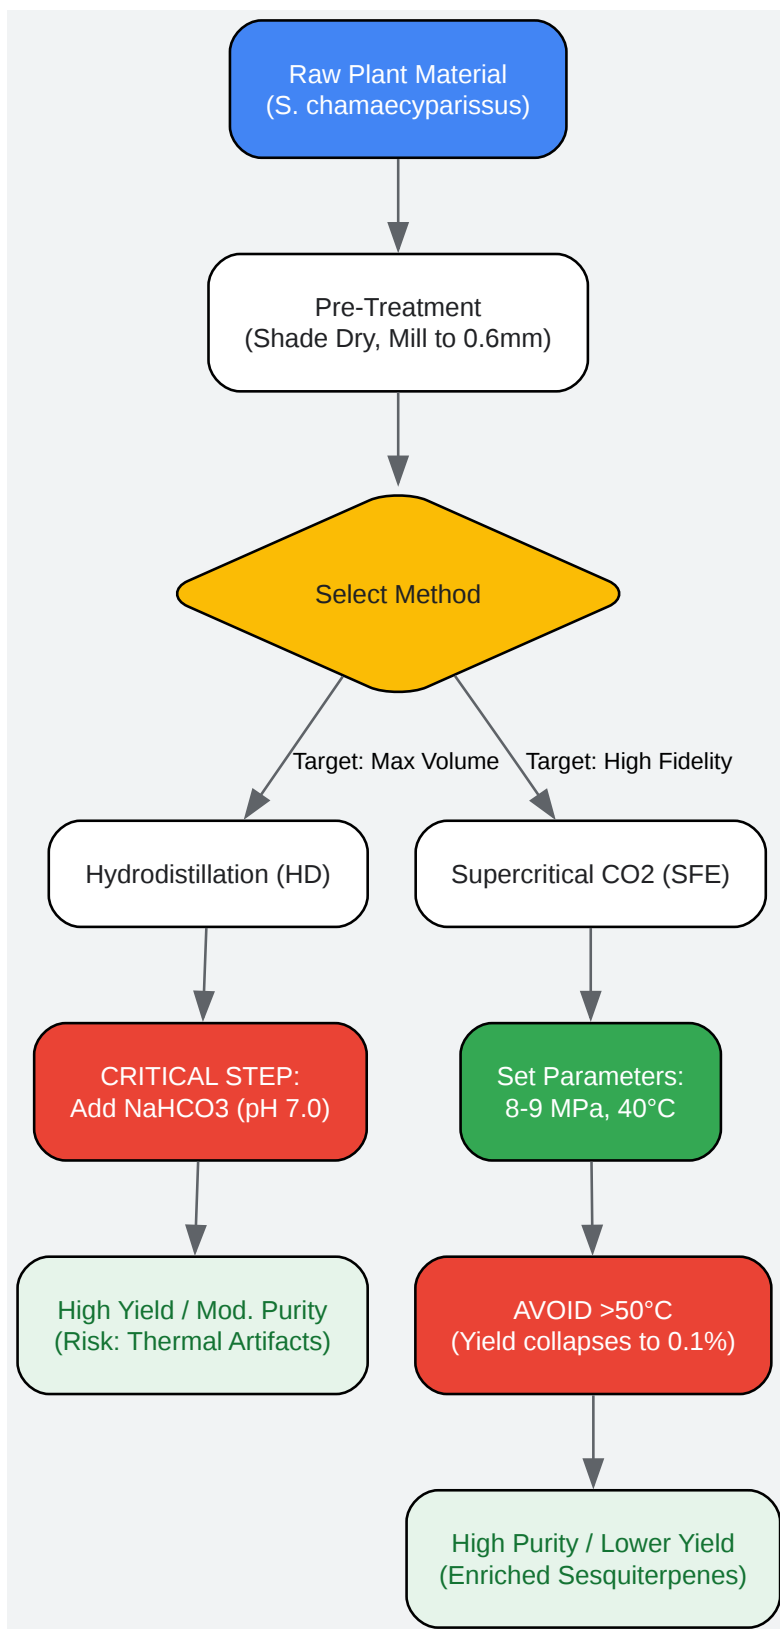 Raw Plant Material
(S. chamaecyparissus)
Pre-Treatment
(Shade Dry, Mill to 0.6mm)
Select Method
Target: Max Volume
Target: High Fidelity
Hydrodistillation (HD)
Supercritical CO2 (SFE)
CRITICAL STEP:
Add NaHCO3 (pH 7.0)
Set Parameters:
8-9 MPa, 40°C
High Yield / Mod. Purity
(Risk: Thermal Artifacts)
AVOID >50°C
(Yield collapses to 0.1%)
High Purity / Lower Yield
(Enriched Sesquiterpenes)